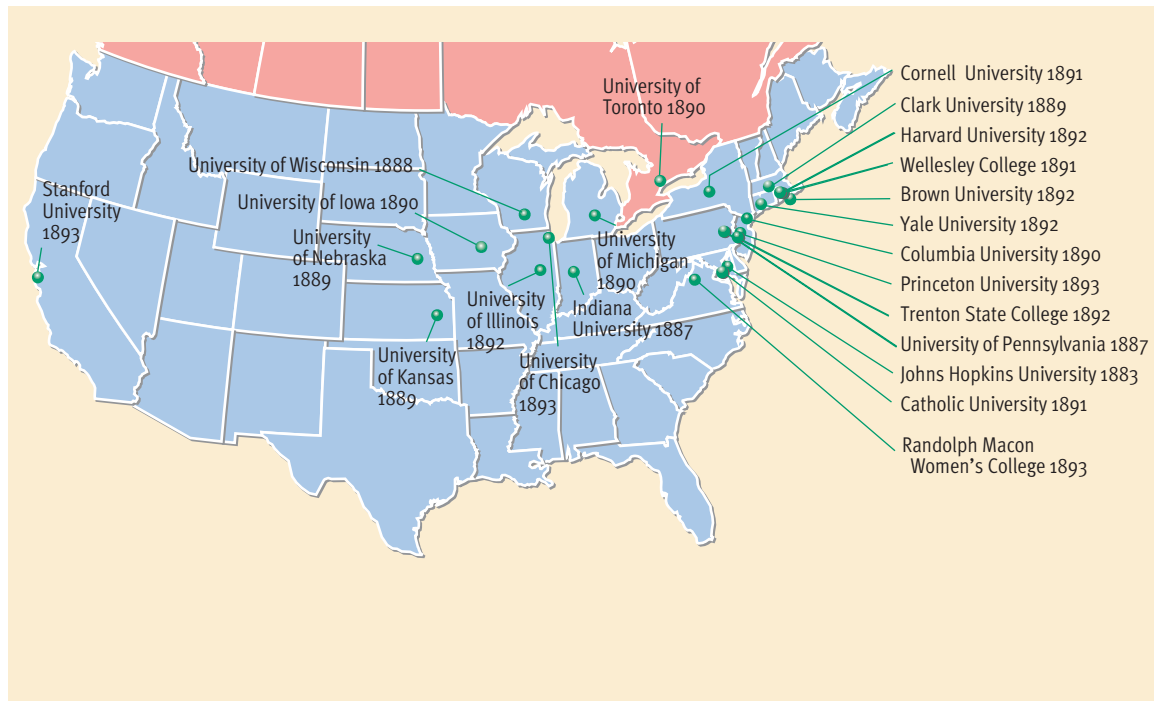 University of
Toronto 1890
University of Wisconsin 1888
Stanford
University
1893
University of Iowa 1890
University
of Nebraska
1889
University
of Michigan
1890
University
of Illinois
1892
Indiana
University 1887
University
of Kansas
1889
University
of Chicago
1893
Cornell University 1891
Clark University 1889
Harvard University 1892
Wellesley College 1891
Brown University 1892
Yale University 1892
Columbia University 1890
Princeton University 1893
Trenton State College 1892
University of Pennsylvania 1887
Johns Hopkins University 1883
Catholic University 1891
Randolph Macon
Women's College 1893